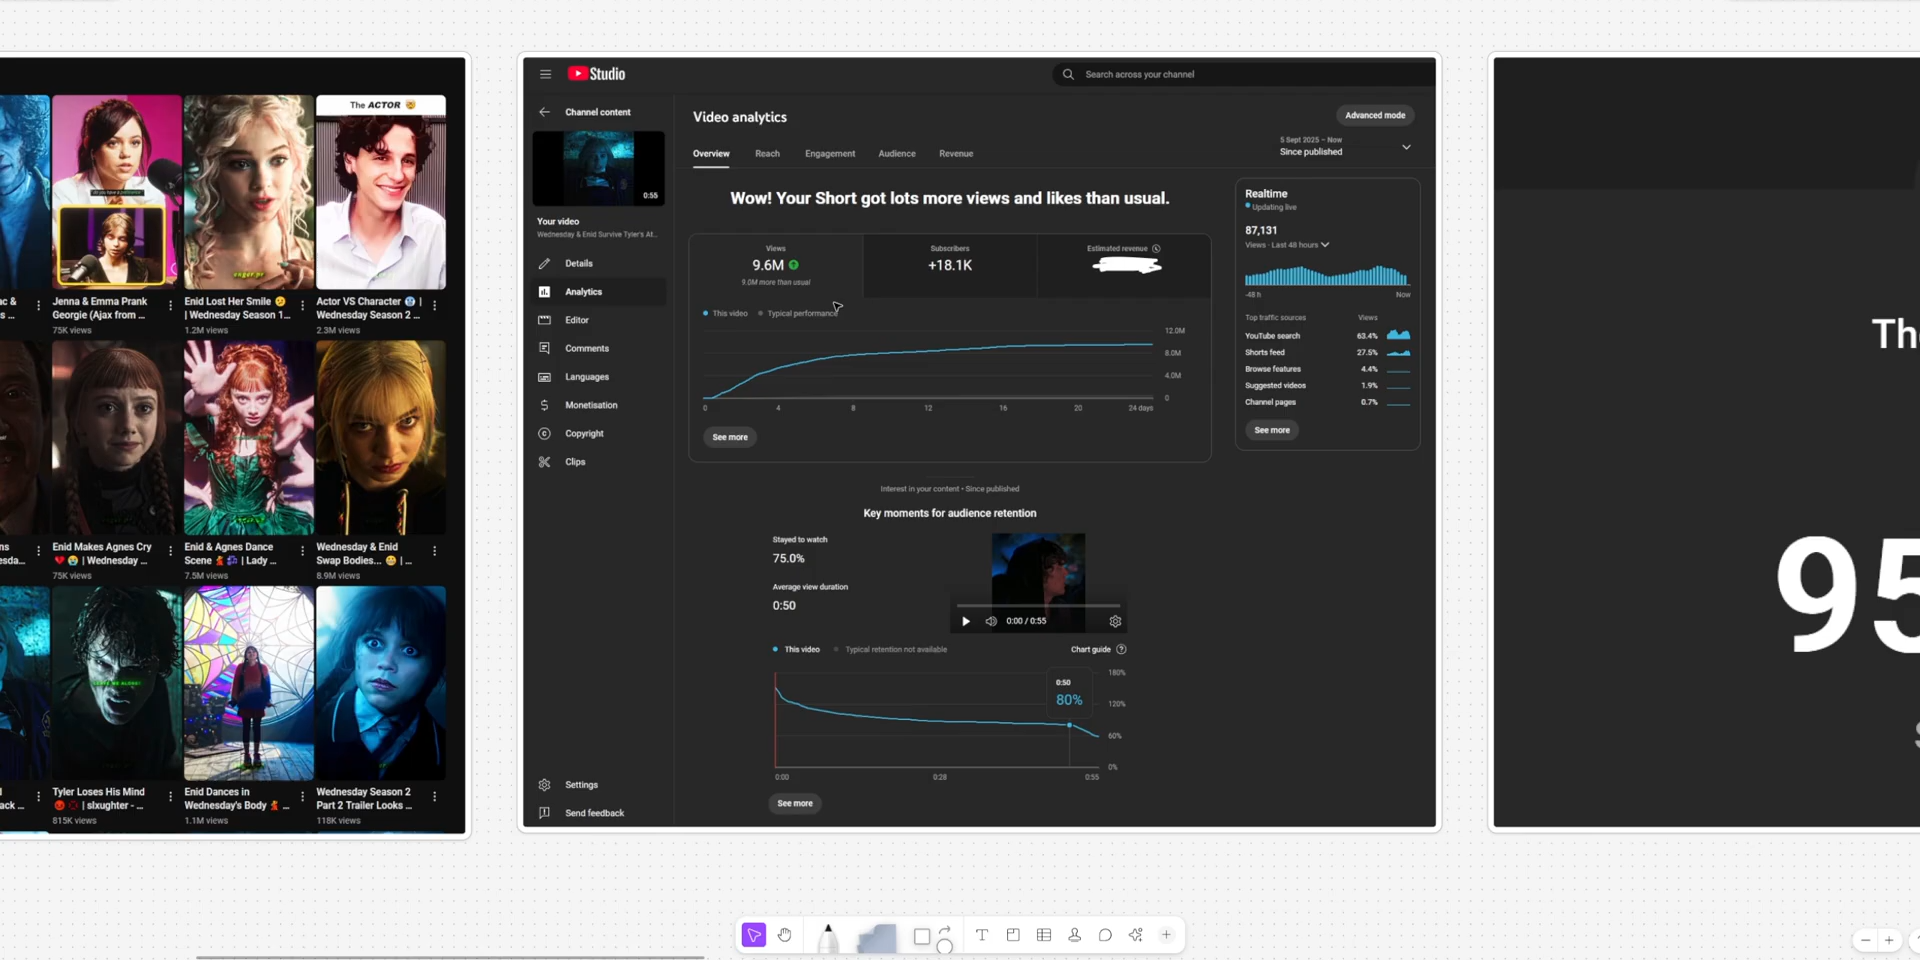 The ACTOR
Jenna & Emma Prank
Georgie (Ajax from ...
75K views
Enid Lost Her Smile 😕
| Wednesday Season 1...
1.2M views
Actor VS Character 🥶 |
Wednesday Season 2 ...
2.3M views
Enid Makes Agnes Cry
💔😭 | Wednesday ...
75K views
Enid & Agnes Dance
Scene 💃 | Lady ...
7.5M views
Wednesday & Enid
Swap Bodies... 😬 | ...
8.9M views
Tyler Loses His Mind
| slxughter - ...
815K views
Enid Dances in
Wednesday's Body 💃 ...
1.1M views
Wednesday Season 2
Part 2 Trailer Looks ...
118K views
Studio
Search across your channel
Channel content
0:55
Your video
Wednesday & Enid Survive Tyler's At...
Details
Analytics
Editor
Comments
Languages
Monetisation
Copyright
Clips
Settings
Send feedback
Video analytics
Advanced mode
Overview Reach Engagement Audience Revenue
5 Sept 2025 – Now
Since published
Wow! Your Short got lots more views and likes than usual.
Views
9.6M
9.0M more than usual
Subscribers
+18.1K
Estimated revenue
This video Typical performance
12.0M
8.0M
4.0M
0
0 4 8 12 16 20 24 days
See more
Realtime
Updating live
87,131
Views · Last 48 hours
-48 h Now
Top traffic sources Views
YouTube search 63.4%
Shorts feed 27.5%
Browse features 4.4%
Suggested videos 1.9%
Channel pages 0.7%
See more
Interest in your content • Since published
Key moments for audience retention
Stayed to watch
75.0%
Average view duration
0:50
0:00 / 0:55
This video Typical retention not available
Chart guide
0:50
80%
180%
120%
60%
0%
0:00 0:28 0:55
See more
95